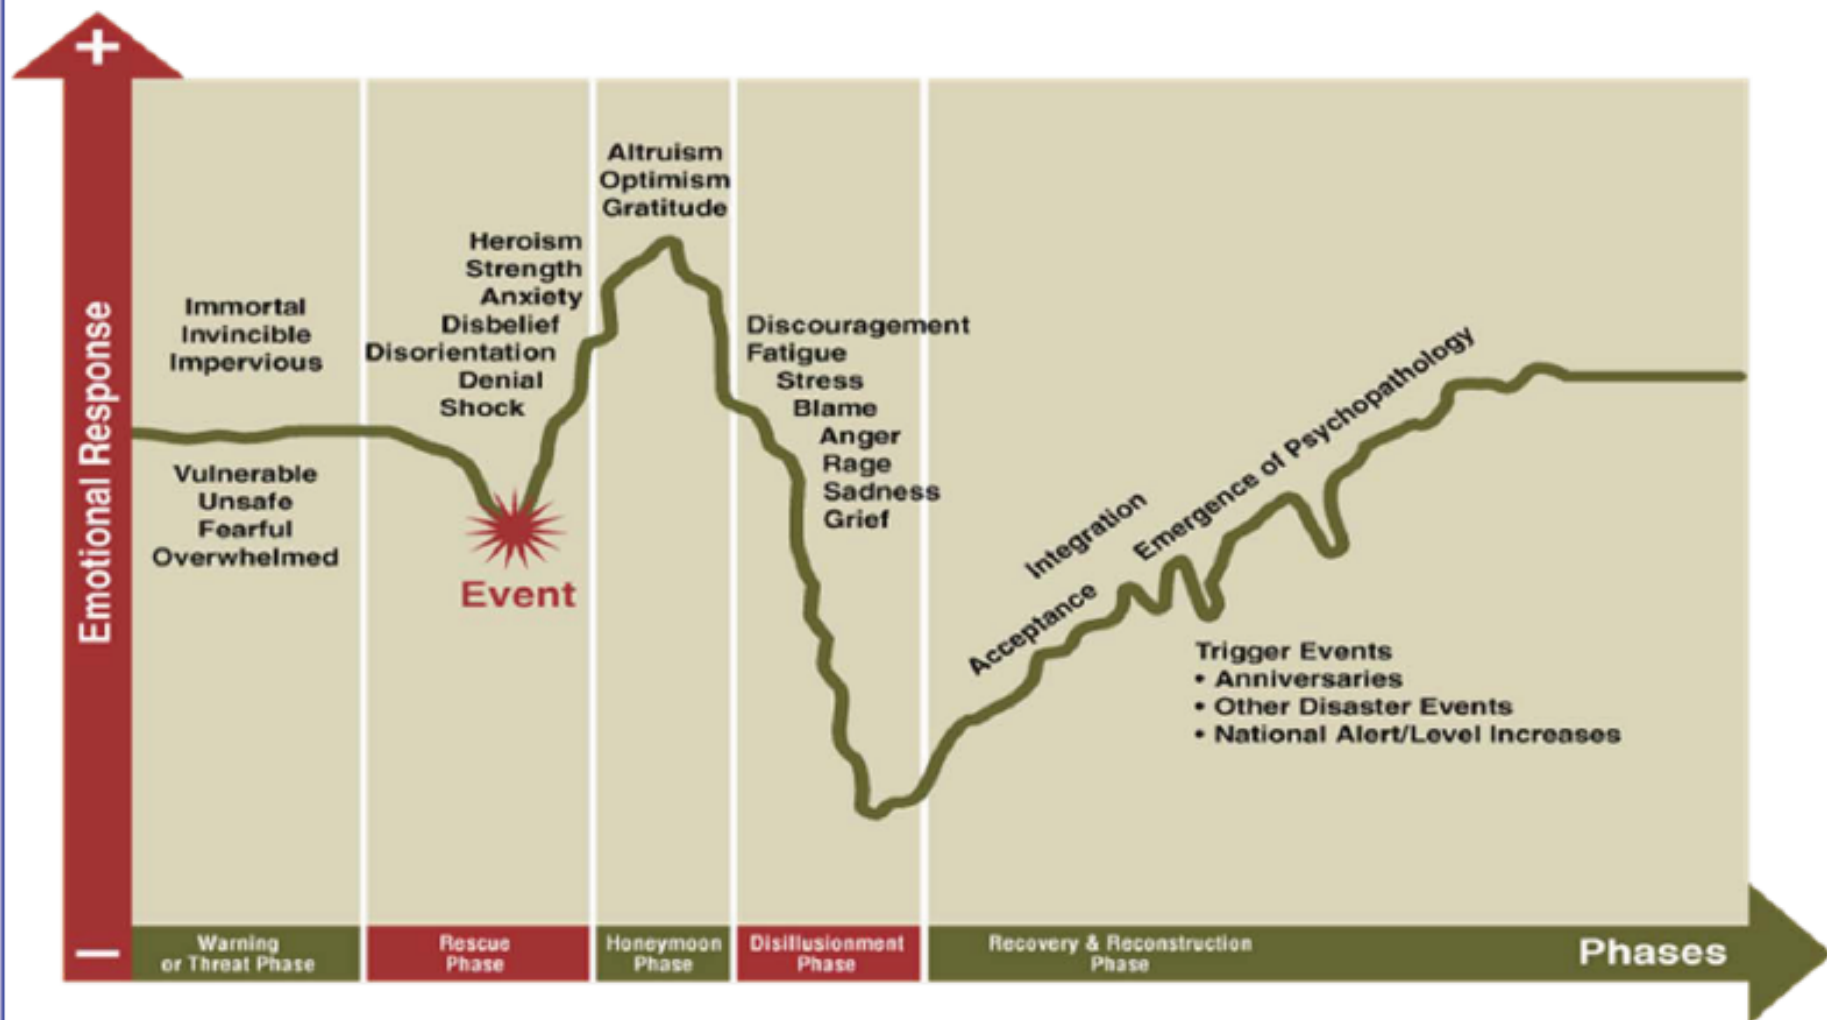 +
Emotional Response
–
Immortal
Invincible
Impervious
Vulnerable
Unsafe
Fearful
Overwhelmed
Heroism
Strength
Anxiety
Disbelief
Disorientation
Denial
Shock
Event
Altruism
Optimism
Gratitude
Discouragement
Fatigue
Stress
Blame
Anger
Rage
Sadness
Grief
Acceptance
Integration
Emergence of Psychopathology
Trigger Events
• Anniversaries
• Other Disaster Events
• National Alert/Level Increases
Warning
or Threat Phase
Rescue
Phase
Honeymoon
Phase
Disillusionment
Phase
Recovery & Reconstruction
Phase
Phases